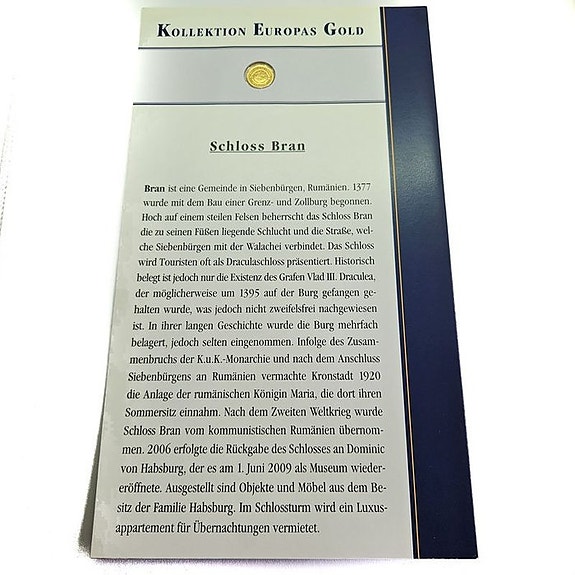 KOLLEKTION EUROPAS GOLD
Schloss Bran
Bran ist eine Gemeinde in Siebenbürgen, Rumänien. 1377
wurde mit dem Bau einer Grenz- und Zollburg begonnen.
Hoch auf einem steilen Felsen beherrscht das Schloss Bran
die zu seinen Füßen liegende Schlucht und die Straße, wel-
che Siebenbürgen mit der Walachei verbindet. Das Schloss
wird Touristen oft als Draculaschloss präsentiert. Historisch
belegt ist jedoch nur die Existenz des Grafen Vlad III. Draculea,
der möglicherweise um 1395 auf der Burg gefangen ge-
halten wurde, was jedoch nicht zweifelsfrei nachgewiesen
ist. In ihrer langen Geschichte wurde die Burg mehrfach
belagert, jedoch selten eingenommen. Infolge des Zusam-
menbruchs der K.u.K.-Monarchie und nach dem Anschluss
Siebenbürgens an Rumänien vermachte Kronstadt 1920
die Anlage der rumänischen Königin Maria, die dort ihren
Sommersitz einnahm. Nach dem Zweiten Weltkrieg wurde
Schloss Bran vom kommunistischen Rumänien übernom-
men. 2006 erfolgte die Rückgabe des Schlosses an Dominic
von Habsburg, der es am 1. Juni 2009 als Museum wieder-
eröffnete. Ausgestellt sind Objekte und Möbel aus dem Be-
sitz der Familie Habsburg. Im Schlossturm wird ein Luxus-
appartement für Übernachtungen vermietet.